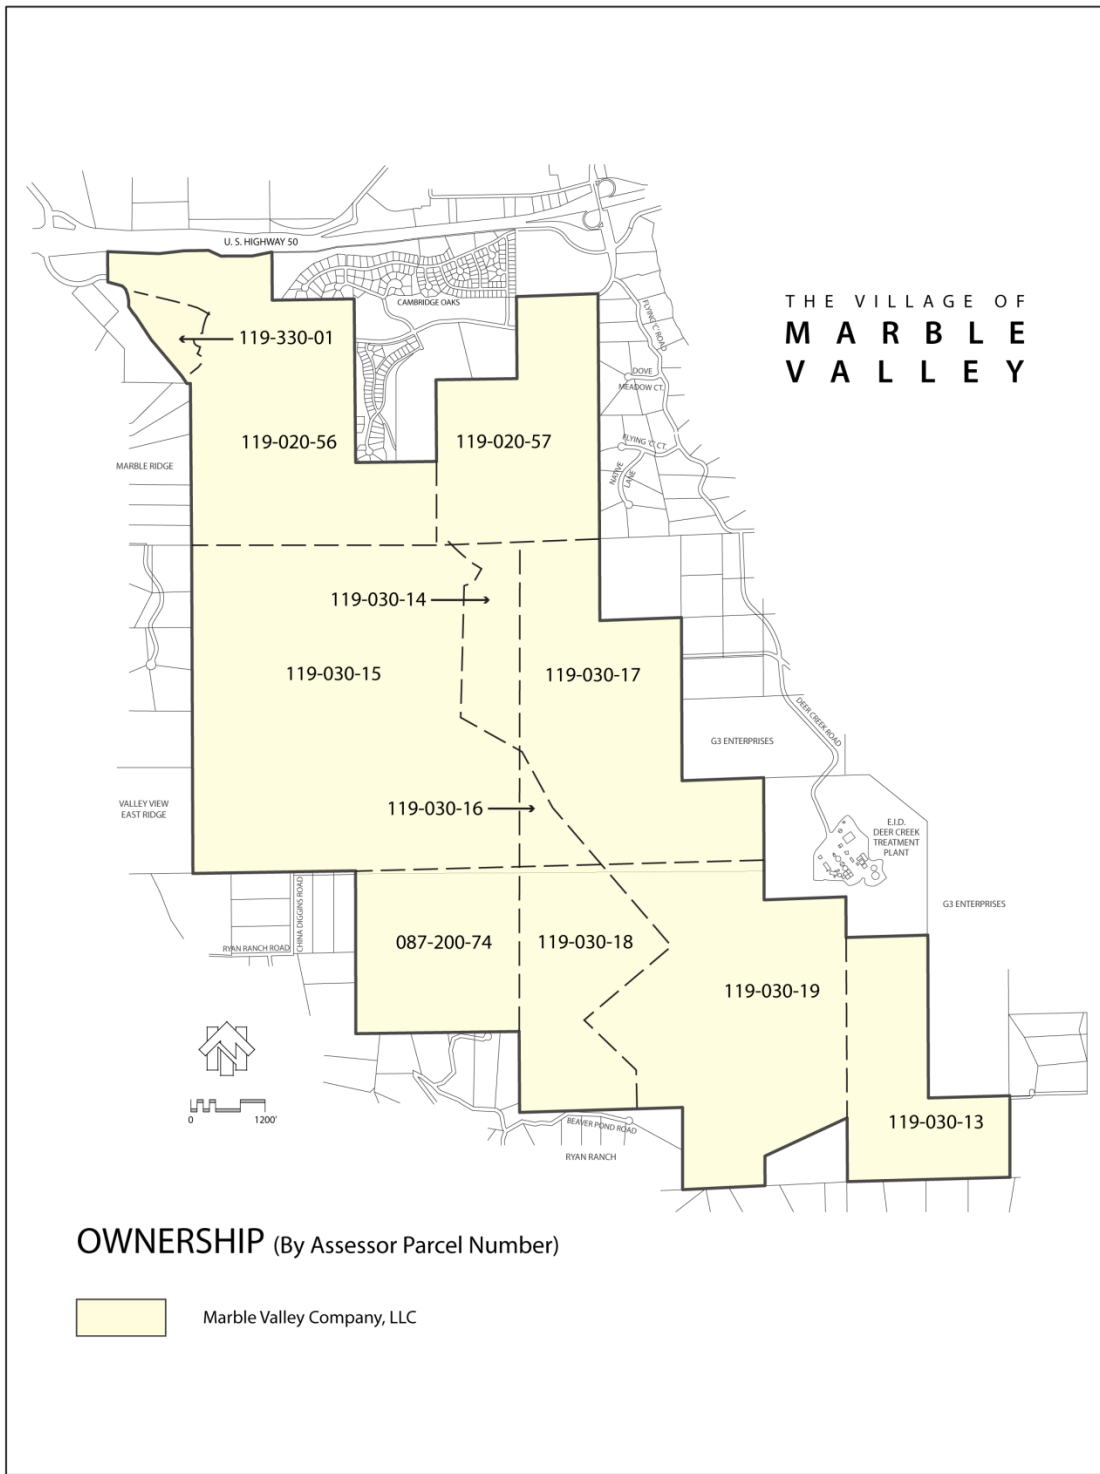 U. S. HIGHWAY 50
CAMBRIDGE OAKS
THE VILLAGE OF
MARBLE
VALLEY
FLYING 'C' ROAD
119-330-01
DOVE
MEADOW CT.
119-020-56
119-020-57
FLYING 'C' CT.
MARBLE RIDGE
NATIVE
LANE
119-030-14
119-030-15
119-030-17
DEER CREEK ROAD
G3 ENTERPRISES
119-030-16
VALLEY VIEW
EAST RIDGE
E.I.D.
DEER CREEK
TREATMENT
PLANT
CHINA DIGGINS ROAD
G3 ENTERPRISES
RYAN RANCH ROAD
087-200-74
119-030-18
119-030-19
N
0 1200'
BEAVER POND ROAD
119-030-13
RYAN RANCH
OWNERSHIP (By Assessor Parcel Number)
Marble Valley Company, LLC